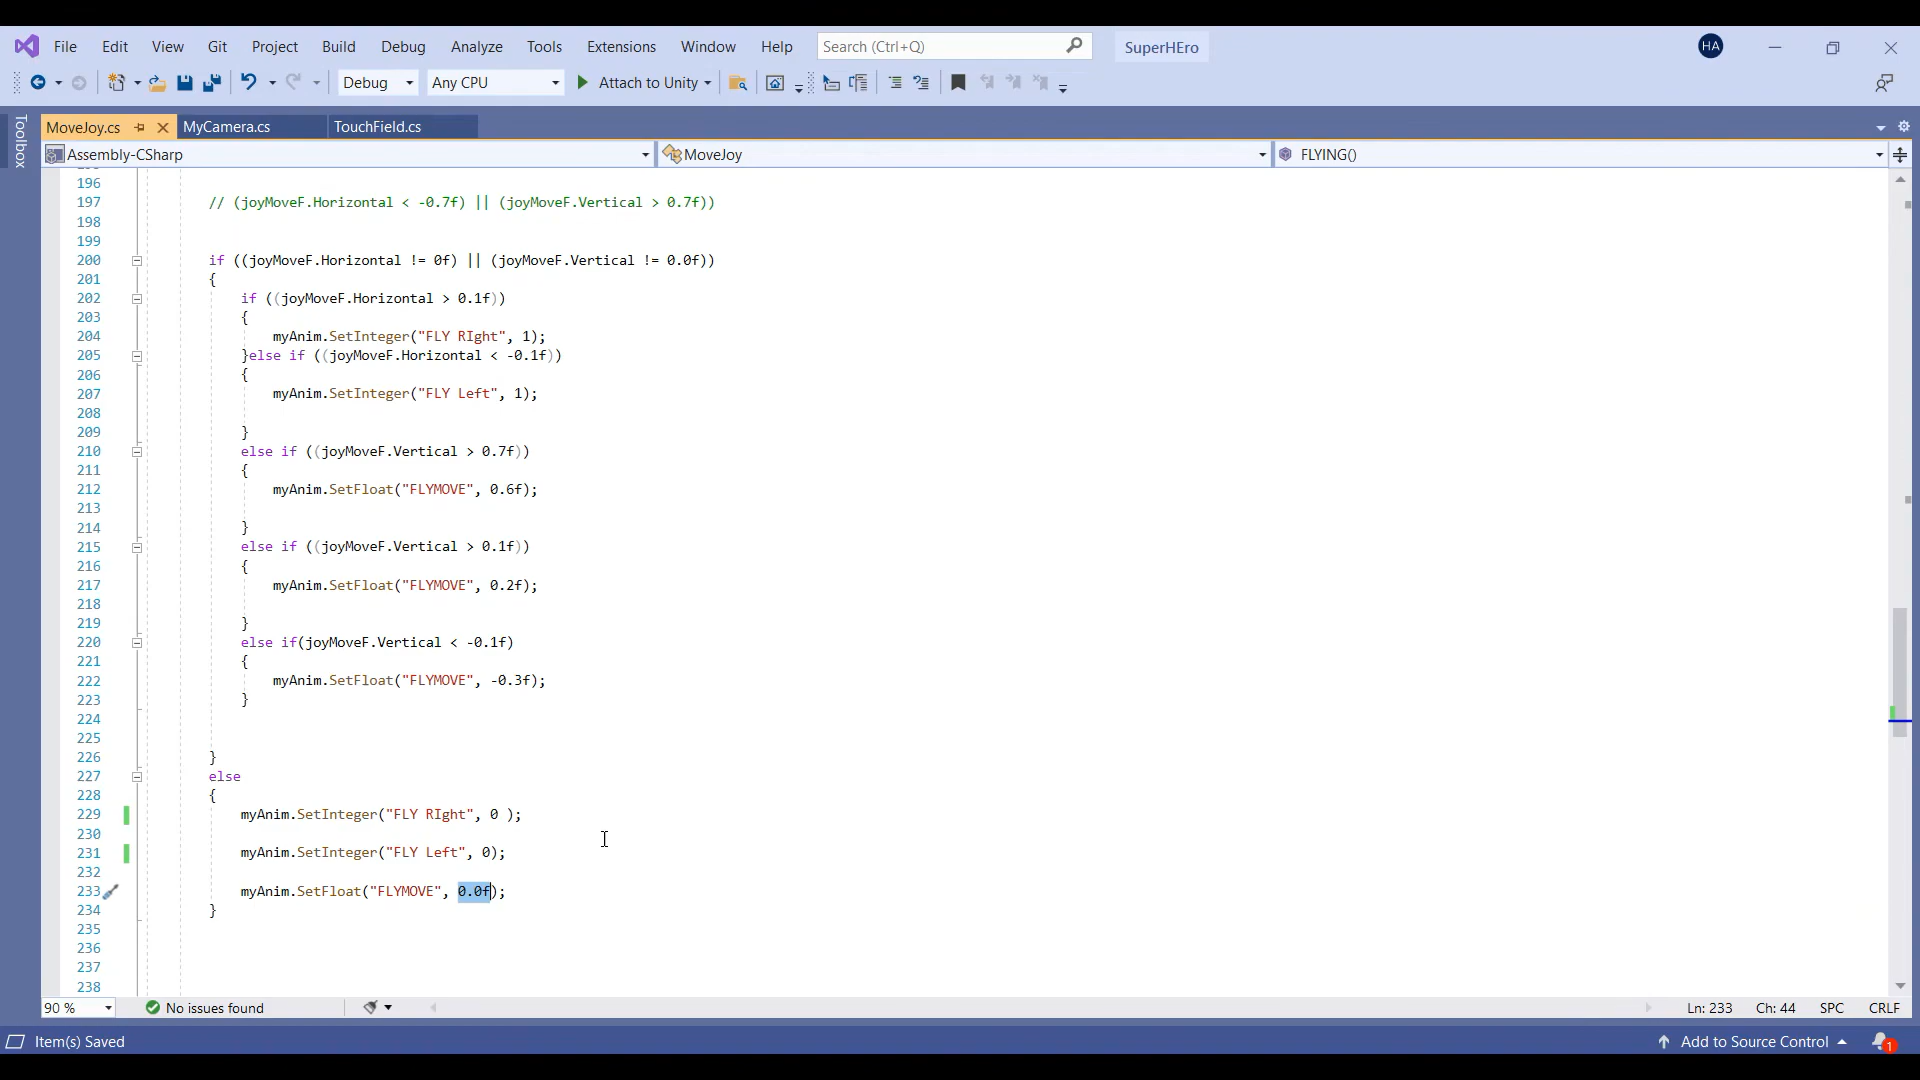 File Edit View Git Project Build Debug Analyze Tools Extensions Window Help Search (Ctrl+Q) SuperHEro HA
Debug Any CPU Attach to Unity
Toolbox
MoveJoy.cs MyCamera.cs TouchField.cs
Assembly-CSharp MoveJoy FLYING()
196
197 // (joyMoveF.Horizontal < -0.7f) || (joyMoveF.Vertical > 0.7f))
198
199
200 if ((joyMoveF.Horizontal != 0f) || (joyMoveF.Vertical != 0.0f))
201 {
202 if ((joyMoveF.Horizontal > 0.1f))
203 {
204 myAnim.SetInteger("FLY RIght", 1);
205 }else if ((joyMoveF.Horizontal < -0.1f))
206 {
207 myAnim.SetInteger("FLY Left", 1);
208
209 }
210 else if ((joyMoveF.Vertical > 0.7f))
211 {
212 myAnim.SetFloat("FLYMOVE", 0.6f);
213
214 }
215 else if ((joyMoveF.Vertical > 0.1f))
216 {
217 myAnim.SetFloat("FLYMOVE", 0.2f);
218
219 }
220 else if(joyMoveF.Vertical < -0.1f)
221 {
222 myAnim.SetFloat("FLYMOVE", -0.3f);
223 }
224
225
226 }
227 else
228 {
229 myAnim.SetInteger("FLY RIght", 0 );
230
231 myAnim.SetInteger("FLY Left", 0);
232
233 myAnim.SetFloat("FLYMOVE", 0.0f);
234 }
235
236
237
238
90 % No issues found Ln: 233 Ch: 44 SPC CRLF
Item(s) Saved Add to Source Control 1